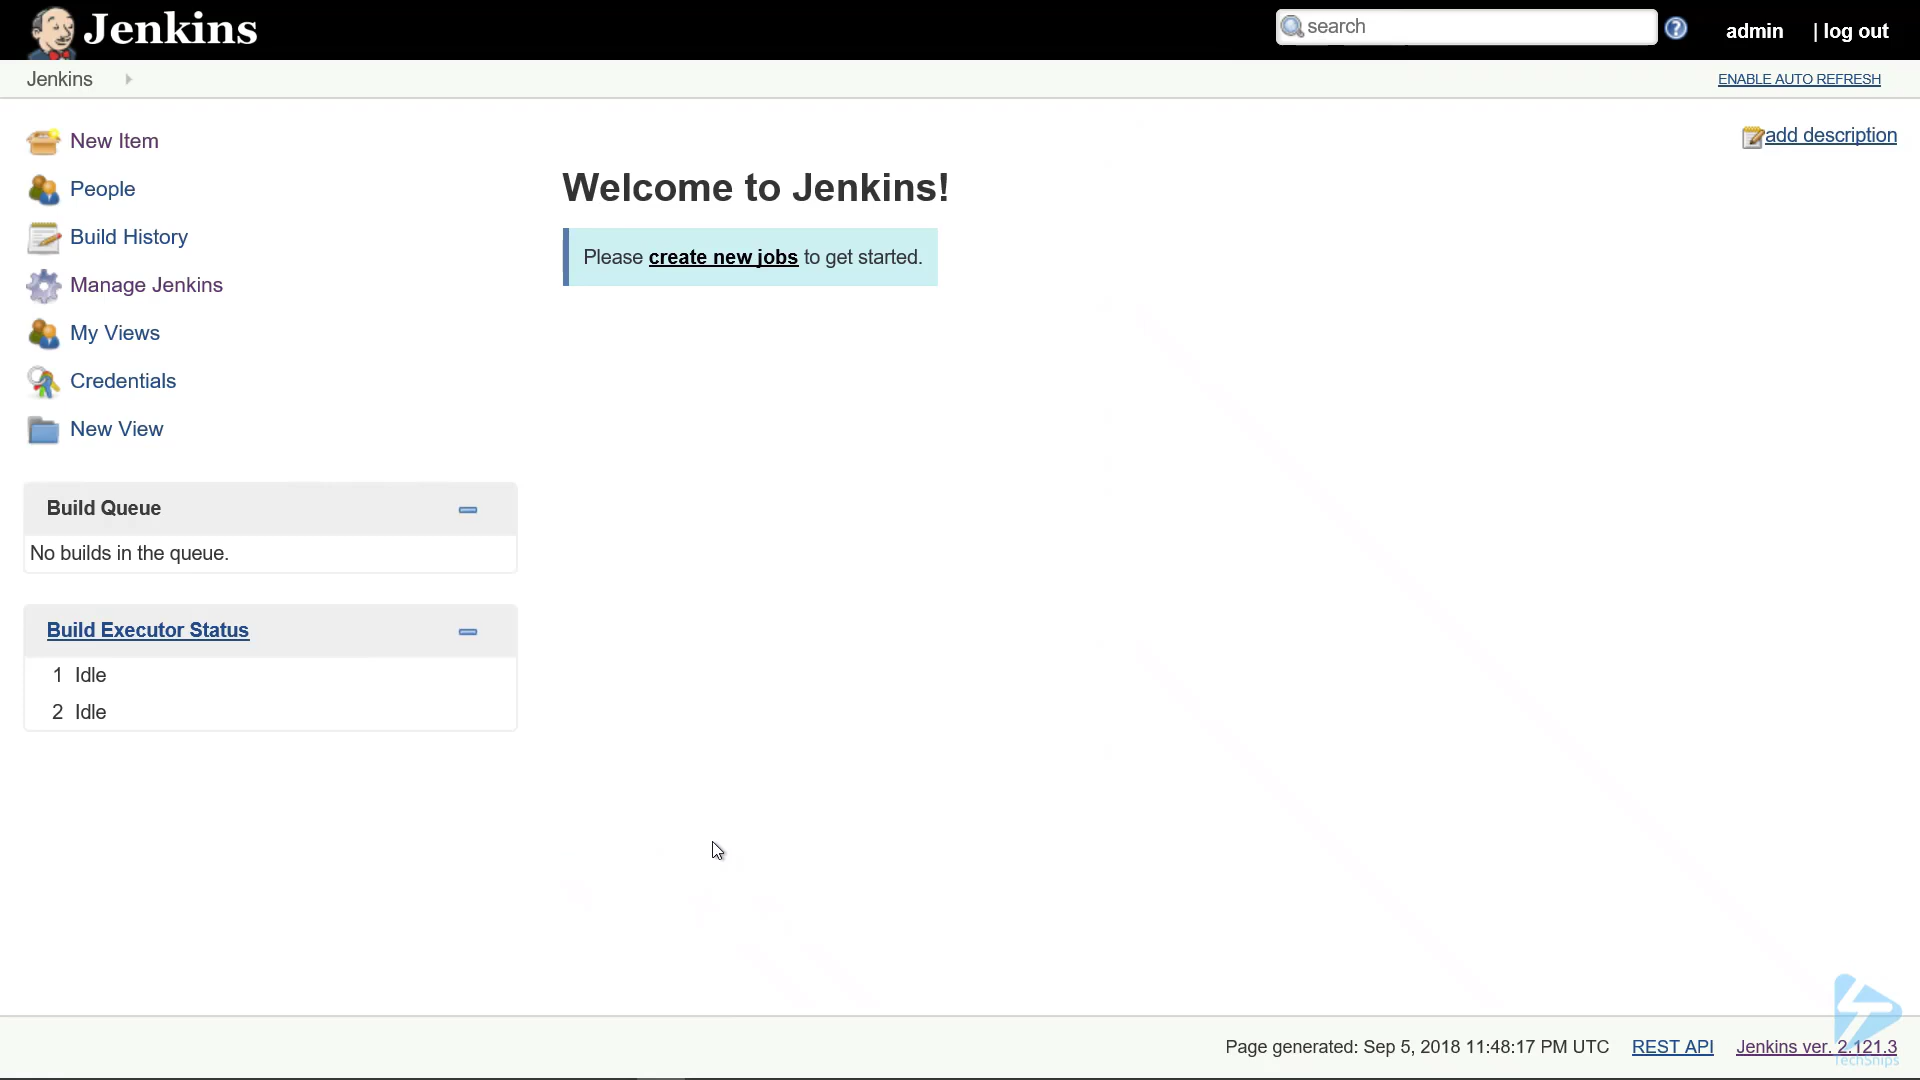 Jenkins
search
admin
| log out
Jenkins
ENABLE AUTO REFRESH
New Item
People
Build History
Manage Jenkins
My Views
Credentials
New View
add description
Welcome to Jenkins!
Please create new jobs to get started.
Build Queue
No builds in the queue.
Build Executor Status
1 Idle
2 Idle
Page generated: Sep 5, 2018 11:48:17 PM UTC
REST API
Jenkins ver. 2.121.3
TechSnips